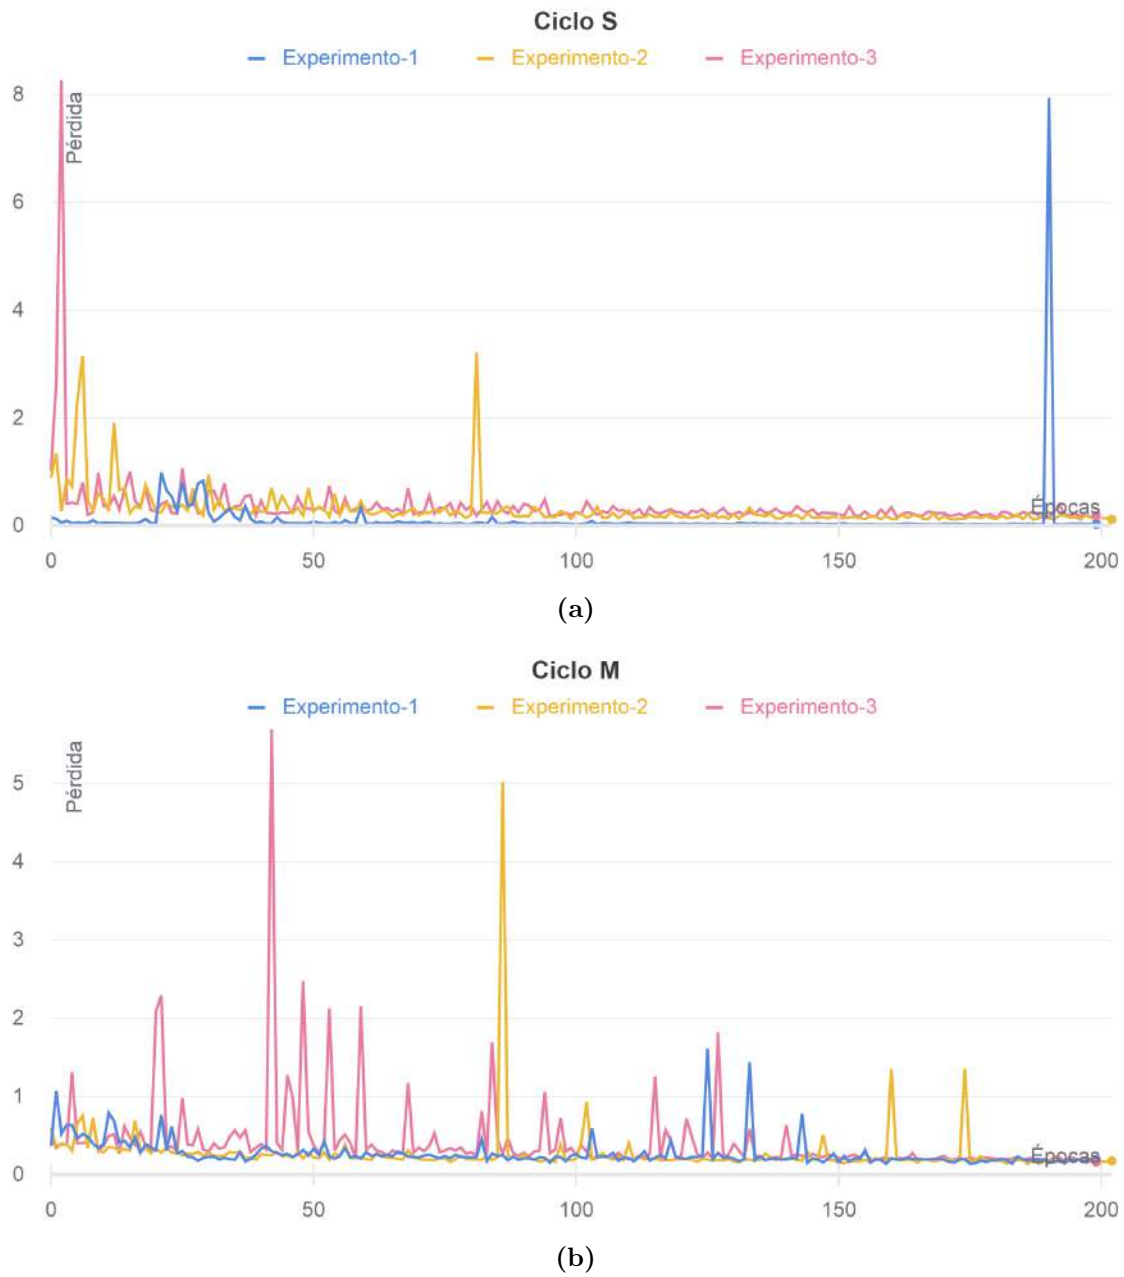 Ciclo S
Experimento-1 Experimento-2 Experimento-3
Pérdida
8
6
4
2
0
Épocas
0 50 100 150 200
(a)
Ciclo M
Experimento-1 Experimento-2 Experimento-3
Pérdida
5
4
3
2
1
0
Épocas
0 50 100 150 200
(b)